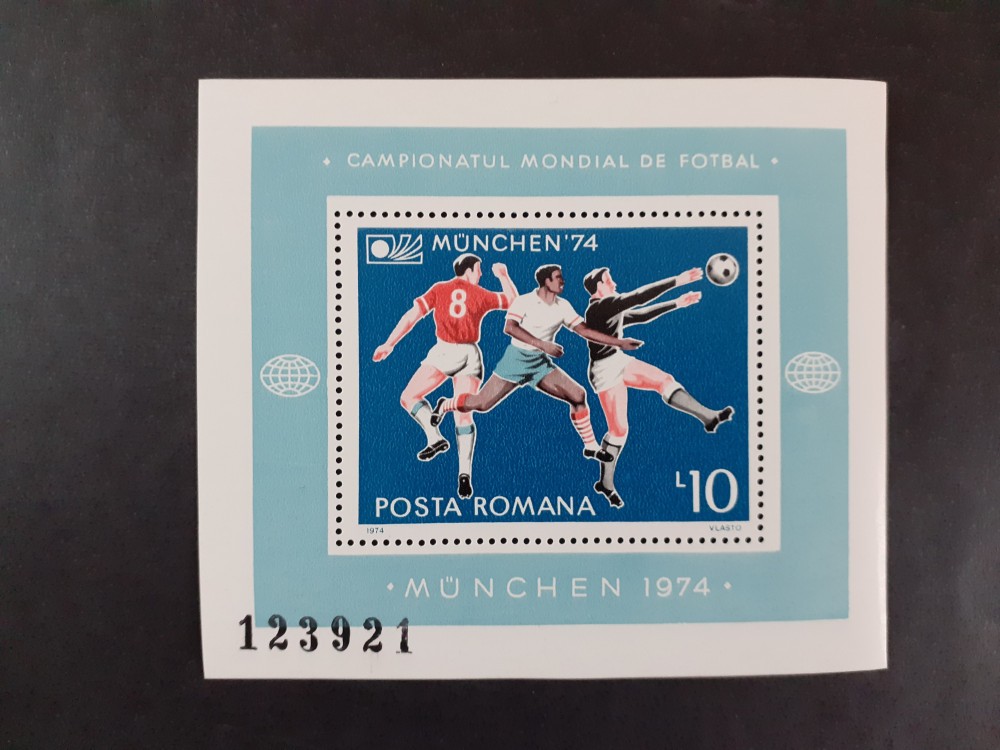 CAMPIONATUL MONDIAL DE FOTBAL
MÜNCHEN '74
8
L10
POSTA ROMANA
1974
VLASTO
MÜNCHEN 1974
123921